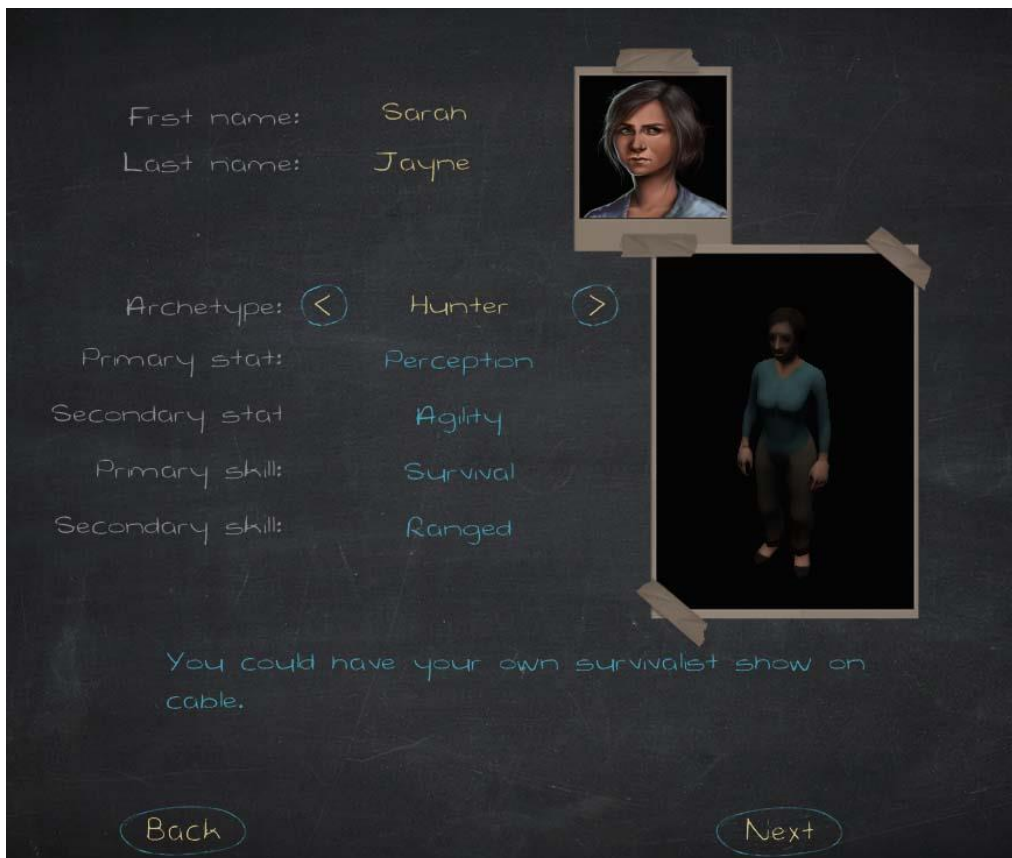 First name: Sarah
Last name: Jayne
Archetype: < Hunter >
Primary stat: Perception
Secondary stat Agility
Primary skill: Survival
Secondary skill: Ranged
You could have your own survivalist show on
cable.
Back Next